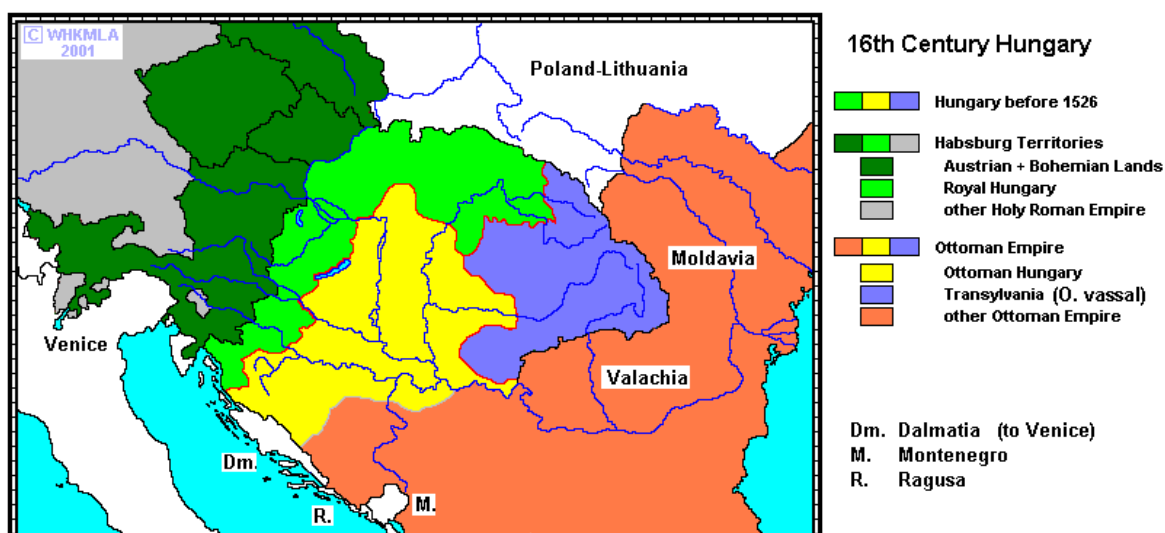 C WHKMLA
2001
Poland-Lithuania
Moldavia
Venice
Valachia
Dm.
R.
M.
16th Century Hungary
Hungary before 1526
Habsburg Territories
Austrian + Bohemian Lands
Royal Hungary
other Holy Roman Empire
Ottoman Empire
Ottoman Hungary
Transylvania (O. vassal)
other Ottoman Empire
Dm. Dalmatia (to Venice)
M. Montenegro
R. Ragusa